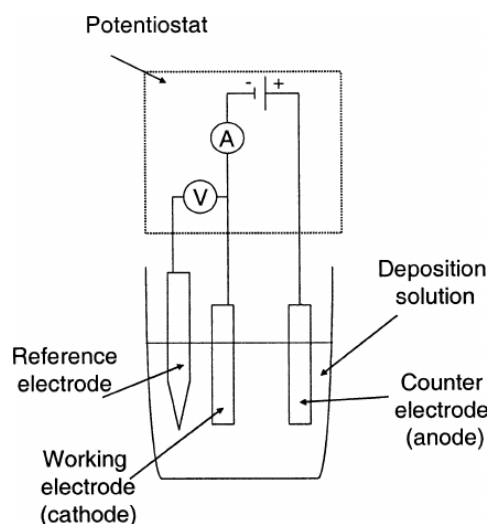 Potentiostat
- +
A
V
Deposition
solution
Reference
electrode
Counter
electrode
(anode)
Working
electrode
(cathode)